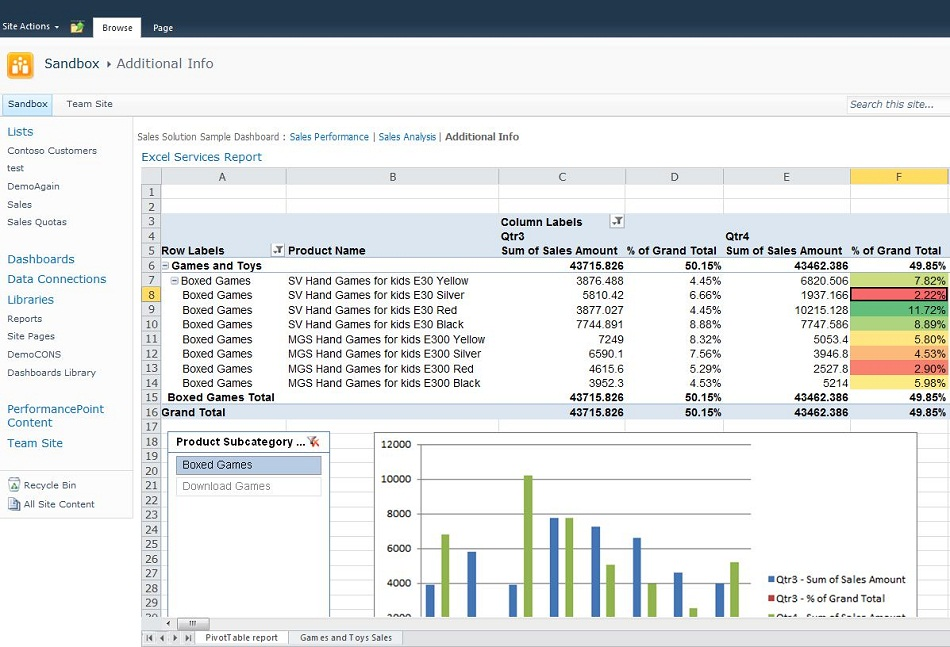 Site Actions
Browse
Page
Sandbox ▸ Additional Info
Sandbox
Team Site
Search this site...
Lists
Contoso Customers
test
DemoAgain
Sales
Sales Quotas
Dashboards
Data Connections
Libraries
Reports
Site Pages
DemoCONS
Dashboards Library
PerformancePoint
Content
Team Site
Recycle Bin
All Site Content
Sales Solution Sample Dashboard : Sales Performance | Sales Analysis | Additional Info
Excel Services Report
A B C D E F
1
2
3 Column Labels
4 Qtr3 Qtr4
5 Row Labels Product Name Sum of Sales Amount % of Grand Total Sum of Sales Amount % of Grand Total
6 Games and Toys 43715.826 50.15% 43462.386 49.85%
7 Boxed Games SV Hand Games for kids E30 Yellow 3876.488 4.45% 6820.506 7.82%
8 Boxed Games SV Hand Games for kids E30 Silver 5810.42 6.66% 1937.166 2.22%
9 Boxed Games SV Hand Games for kids E30 Red 3877.027 4.45% 10215.128 11.72%
10 Boxed Games SV Hand Games for kids E30 Black 7744.891 8.88% 7747.586 8.89%
11 Boxed Games MGS Hand Games for kids E300 Yellow 7249 8.32% 5053.4 5.80%
12 Boxed Games MGS Hand Games for kids E300 Silver 6590.1 7.56% 3946.8 4.53%
13 Boxed Games MGS Hand Games for kids E300 Red 4615.6 5.29% 2527.8 2.90%
14 Boxed Games MGS Hand Games for kids E300 Black 3952.3 4.53% 5214 5.98%
15 Boxed Games Total 43715.826 50.15% 43462.386 49.85%
16 Grand Total 43715.826 50.15% 43462.386 49.85%
17
18
19
20
21
22
23
24
25
26
27
28
29
30
Product Subcategory ...
Boxed Games
Download Games
12000
10000
8000
6000
4000
2000
Qtr3 - Sum of Sales Amount
Qtr3 - % of Grand Total
Qtr4 - Sum of Sales Amount
PivotTable report
Games and Toys Sales